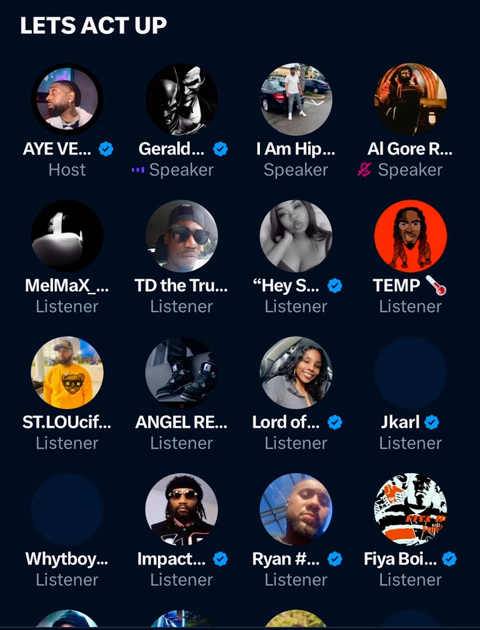 LETS ACT UP
AYE VE... Gerald... I Am Hip... Al Gore R...
Host Speaker Speaker Speaker
MelMaX_... TD the Tru... “Hey S... TEMP
Listener Listener Listener Listener
ST.LOUcif... ANGEL RE... Lord of... Jkarl
Listener Listener Listener Listener
Whytboy... Impact... Ryan #... Fiya Boi...
Listener Listener Listener Listener